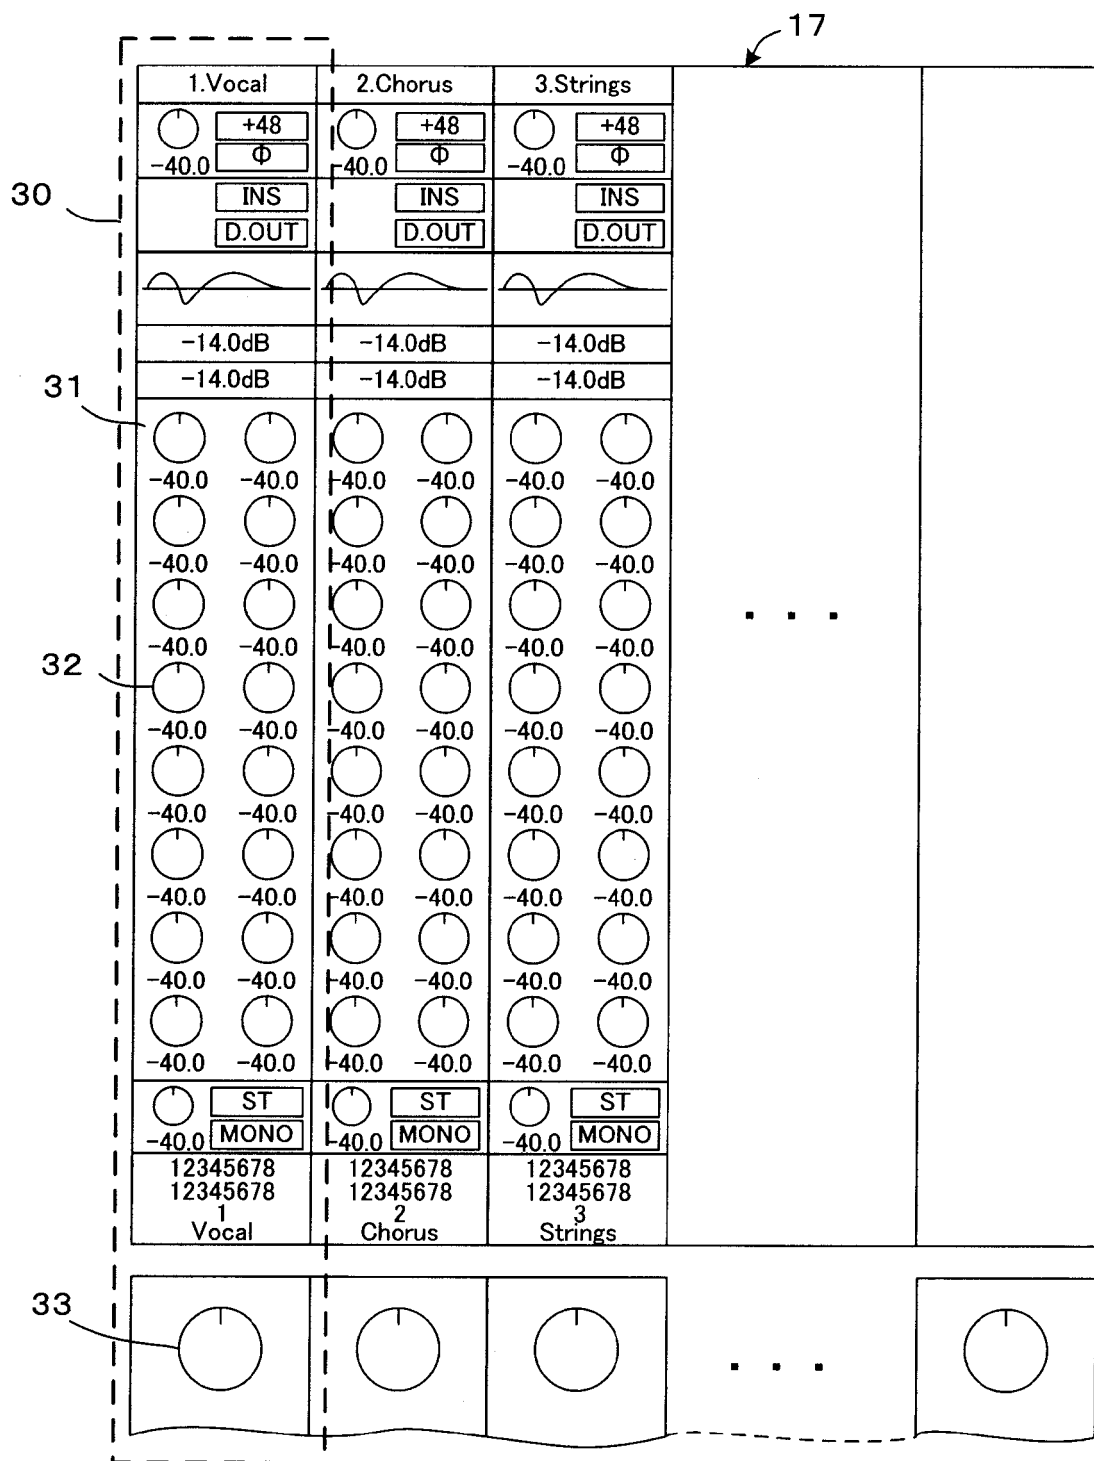 17
1.Vocal 2.Chorus 3.Strings
+48 +48 +48
-40.0 Φ -40.0 Φ -40.0 Φ
30
INS INS INS
D.OUT D.OUT D.OUT
-14.0dB -14.0dB -14.0dB
-14.0dB -14.0dB -14.0dB
31
-40.0 -40.0 -40.0 -40.0 -40.0 -40.0
-40.0 -40.0 -40.0 -40.0 -40.0 -40.0
-40.0 -40.0 -40.0 -40.0 -40.0 -40.0
32
-40.0 -40.0 -40.0 -40.0 -40.0 -40.0
-40.0 -40.0 -40.0 -40.0 -40.0 -40.0
-40.0 -40.0 -40.0 -40.0 -40.0 -40.0
-40.0 -40.0 -40.0 -40.0 -40.0 -40.0
-40.0 -40.0 -40.0 -40.0 -40.0 -40.0
ST ST ST
-40.0 MONO -40.0 MONO -40.0 MONO
12345678 12345678 12345678
12345678 12345678 12345678
1 2 3
Vocal Chorus Strings
33